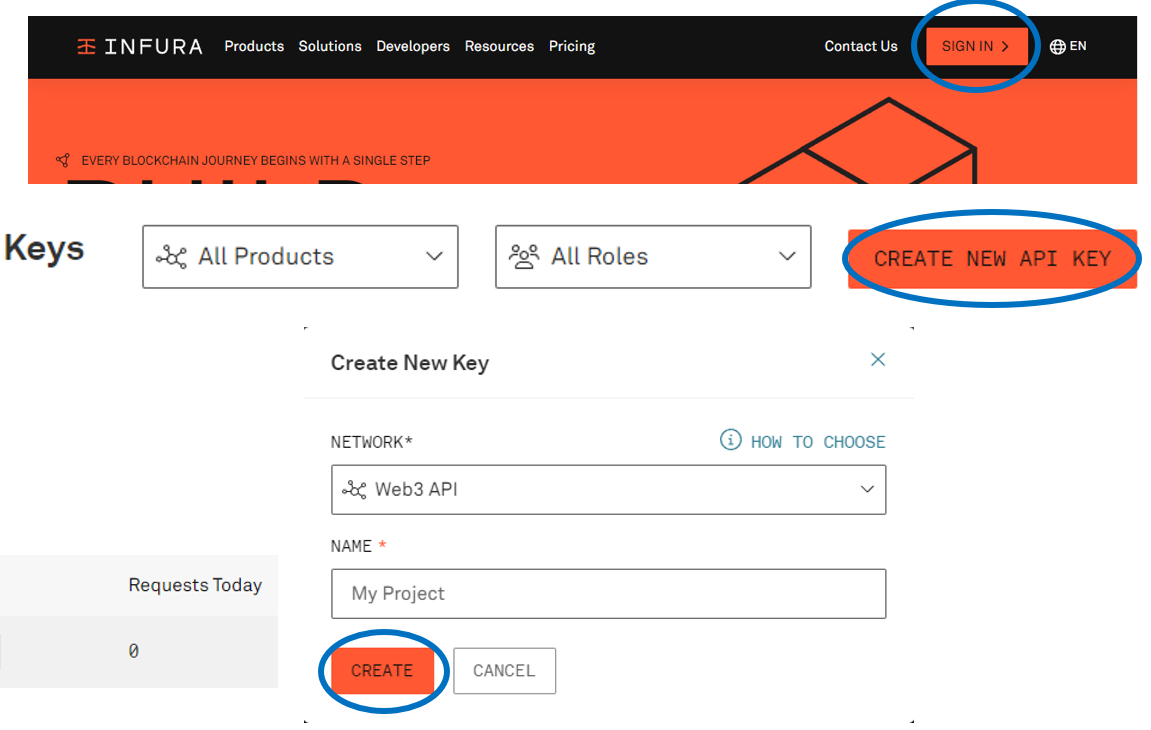 INFURA Products Solutions Developers Resources Pricing Contact Us SIGN IN EN
EVERY BLOCKCHAIN JOURNEY BEGINS WITH A SINGLE STEP
Keys All Products All Roles CREATE NEW API KEY
Create New Key
NETWORK* HOW TO CHOOSE
Web3 API
NAME *
My Project
Requests Today
0
CREATE CANCEL